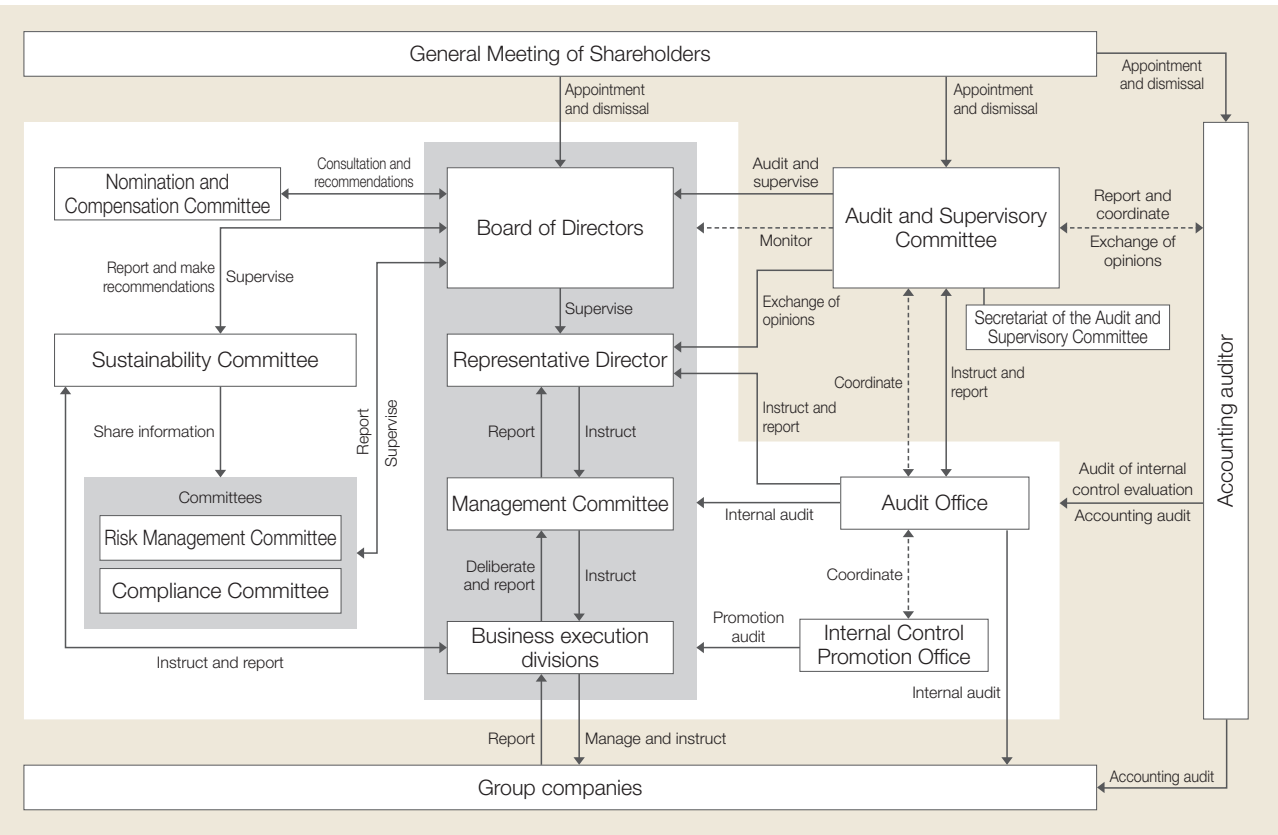 General Meeting of Shareholders
Appointment
and dismissal
Appointment
and dismissal
Appointment
and dismissal
Nomination and
Compensation Committee
Consultation and
recommendations
Board of Directors
Audit and
supervise
Monitor
Audit and Supervisory
Committee
Report and
coordinate
Exchange of
opinions
Report and make
recommendations
Supervise
Supervise
Exchange of
opinions
Secretariat of the Audit and
Supervisory Committee
Sustainability Committee
Representative Director
Coordinate
Instruct and
report
Instruct and
report
Accounting auditor
Share information
Report
Supervise
Report
Instruct
Committees
Risk Management Committee
Compliance Committee
Management Committee
Internal audit
Audit Office
Audit of internal
control evaluation
Accounting audit
Deliberate
and report
Instruct
Coordinate
Promotion
audit
Internal Control
Promotion Office
Business execution
divisions
Instruct and report
Internal audit
Report
Manage and instruct
Group companies
Accounting audit